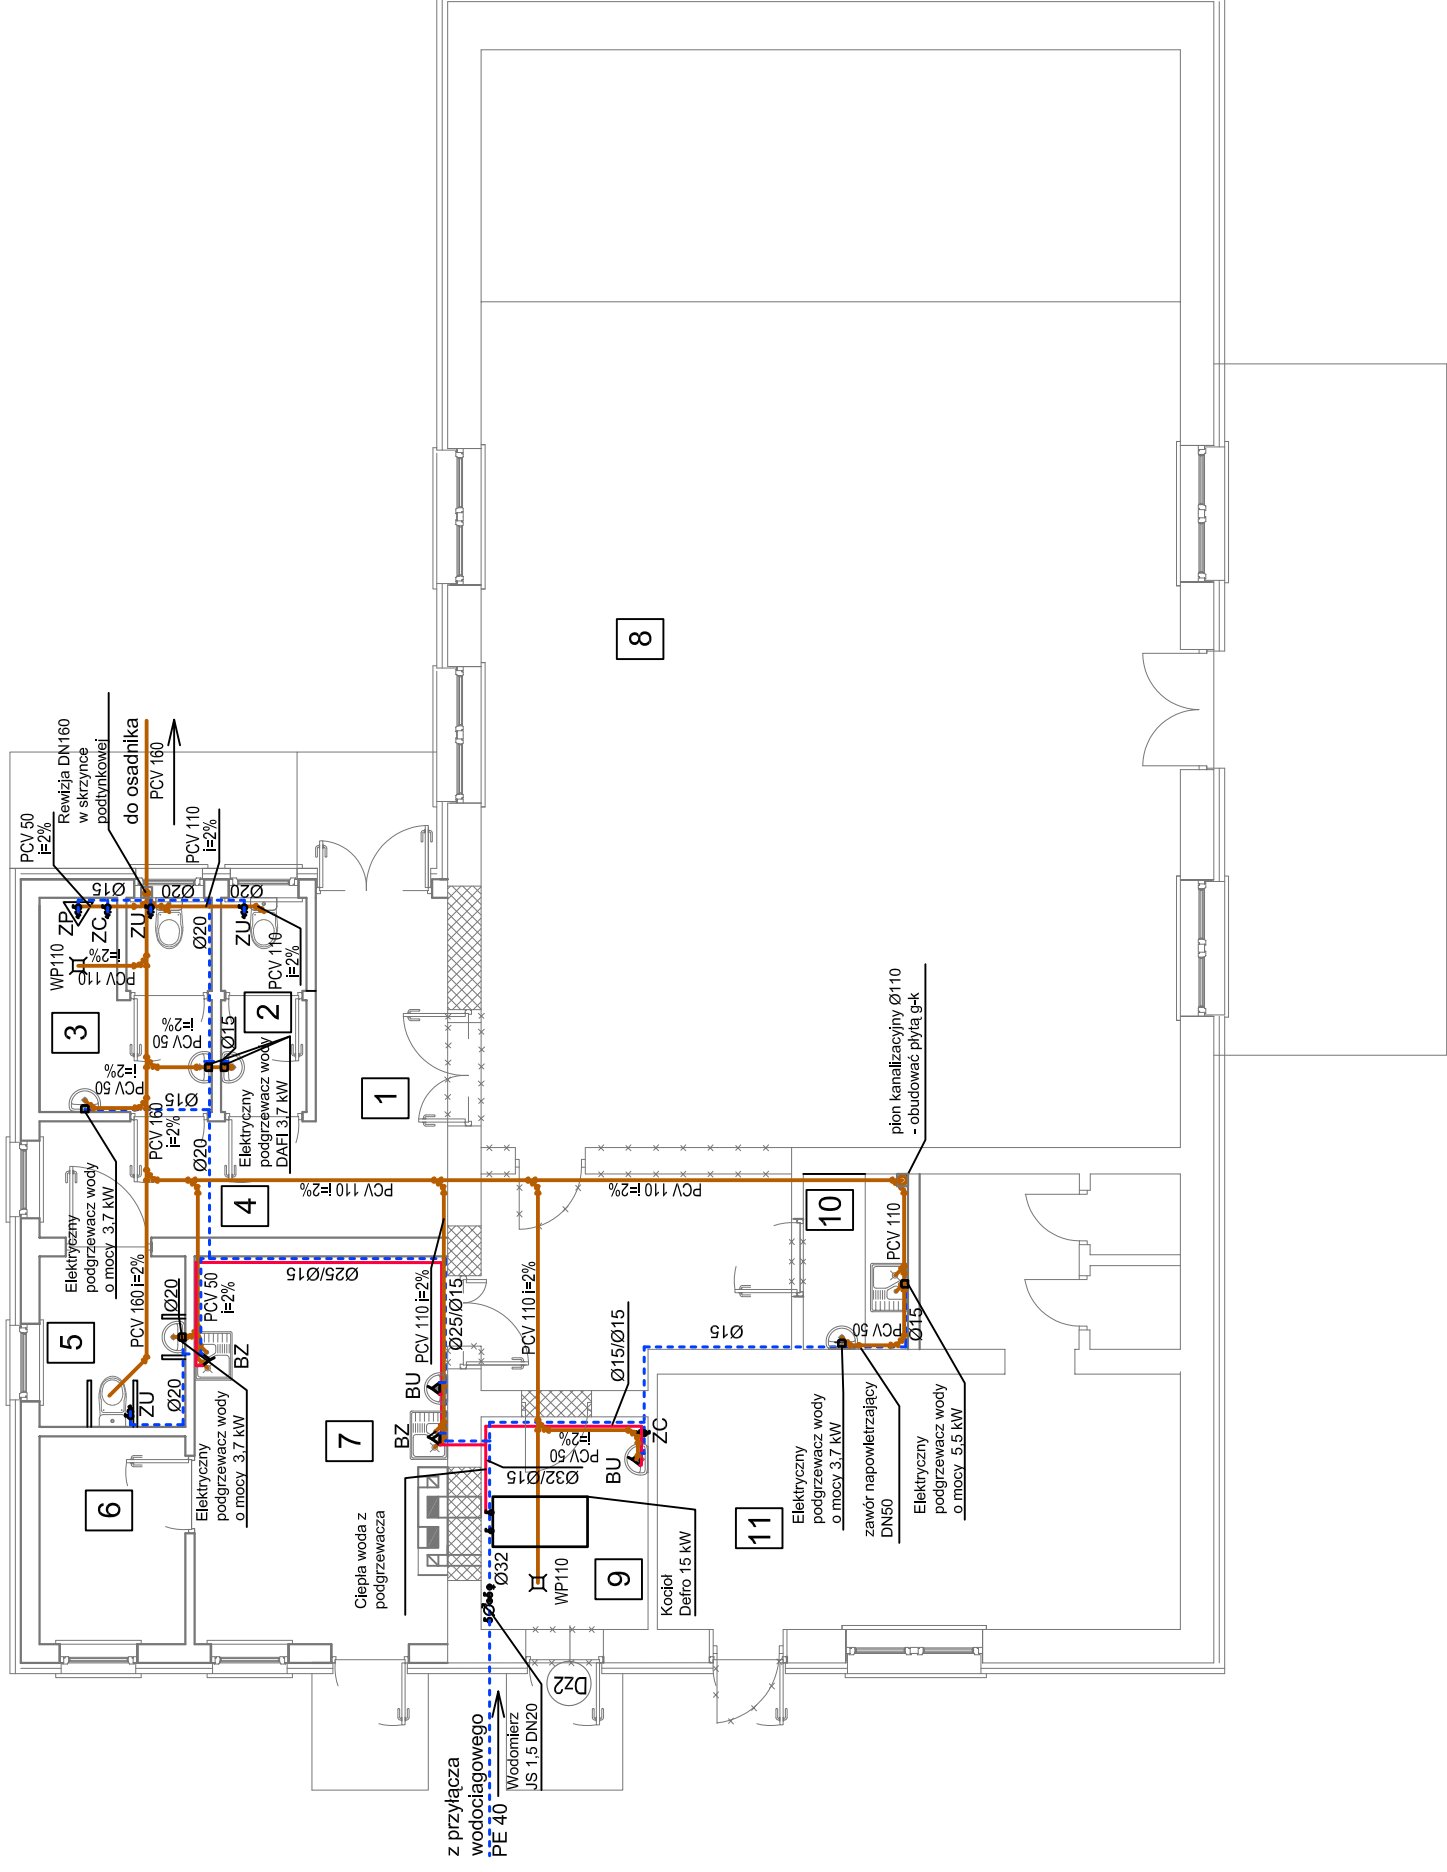 PCV 50
i=2%
Rewizja DN160
w skrzynce
podtynkowej
do osadnika
PCV 160
PCV 110
i=2%
Ø15
Ø20
Ø20
ZP
ZC
ZU
ZU
Ø20
WP110
i=2%
PCV 110
PCV 110
i=2%
3
2
i=2%
PCV 50
Ø15
i=2%
PCV 50
Ø15
PCV 160
i=2%
Ø20
Elektryczny
podgrzewacz wody
DAFI 3,7 kW
1
8
Elektryczny
podgrzewacz wody
o mocy  3,7 kW
4
PCV 110 i=2%
PCV 110 i=2%
pion kanalizacyjny Ø110
- obudować płytą g-k
10
PCV 110
5
PCV 160 i=2%
Ø20
PCV 50
i=2%
Ø25/Ø15
PCV 110 i=2%
Ø25/Ø15
PCV 110 i=2%
Ø15/Ø15
Ø15
PCV 50
Ø15
ZU
Ø20
BZ
BU
BZ
7
i=2%
PCV 50
Ø32/Ø15
BU
ZC
6
Elektryczny
podgrzewacz wody
o mocy  3,7 kW
Ciepła woda z
podgrzewacza
Elektryczny
podgrzewacz wody
o mocy 3,7 kW
zawór napowietrzający
DN50
Elektryczny
podgrzewacz wody
o mocy  5,5 kW
11
Ø32
WP110
9
Kocioł
Defro 15 kW
Dz2
z przyłącza
wodociagowego
PE 40
Wodomierz
JS 1,5 DN20